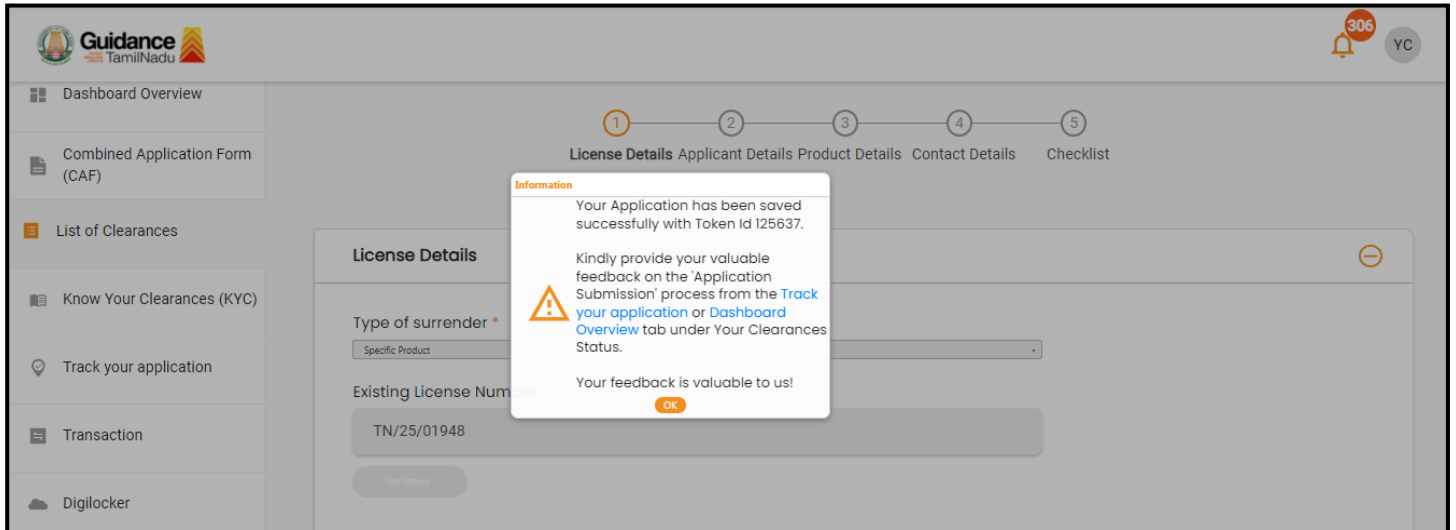 Guidance
TamilNadu
306
YC
Dashboard Overview
Combined Application Form
(CAF)
List of Clearances
Know Your Clearances (KYC)
Track your application
Transaction
Digilocker
1
2
3
4
5
License Details Applicant Details Product Details Contact Details Checklist
Information
Your Application has been saved
successfully with Token Id 125637.
Kindly provide your valuable
feedback on the 'Application
Submission' process from the Track
your application or Dashboard
Overview tab under Your Clearances
Status.
Your feedback is valuable to us!
OK
License Details
Type of surrender *
Specific Product
Existing License Num
TN/25/01948
Get Details